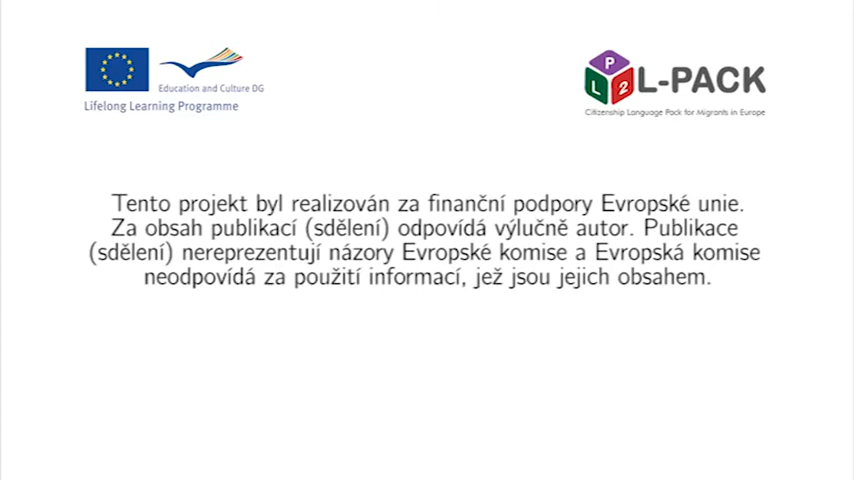 Education and Culture DG
Lifelong Learning Programme
P
L
2
L-PACK
Citizenship Language Pack for Migrants in Europe
Tento projekt byl realizován za finanční podpory Evropské unie.
Za obsah publikací (sdělení) odpovídá výlučně autor. Publikace
(sdělení) nereprezentují názory Evropské komise a Evropská komise
neodpovídá za použití informací, jež jsou jejich obsahem.